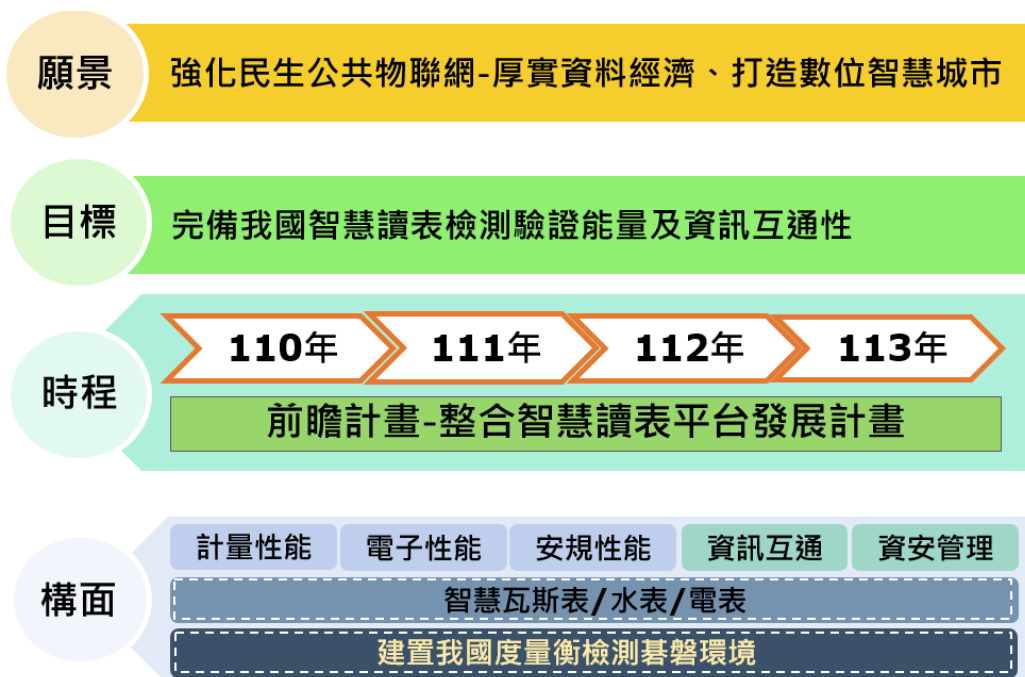 願景
強化民生公共物聯網-厚實資料經濟、打造數位智慧城市
目標
完備我國智慧讀表檢測驗證能量及資訊互通性
時程
110年 111年 112年 113年
前瞻計畫-整合智慧讀表平台發展計畫
構面
計量性能 電子性能 安規性能 資訊互通 資安管理
智慧瓦斯表/水表/電表
建置我國度量衡檢測碁磐環境